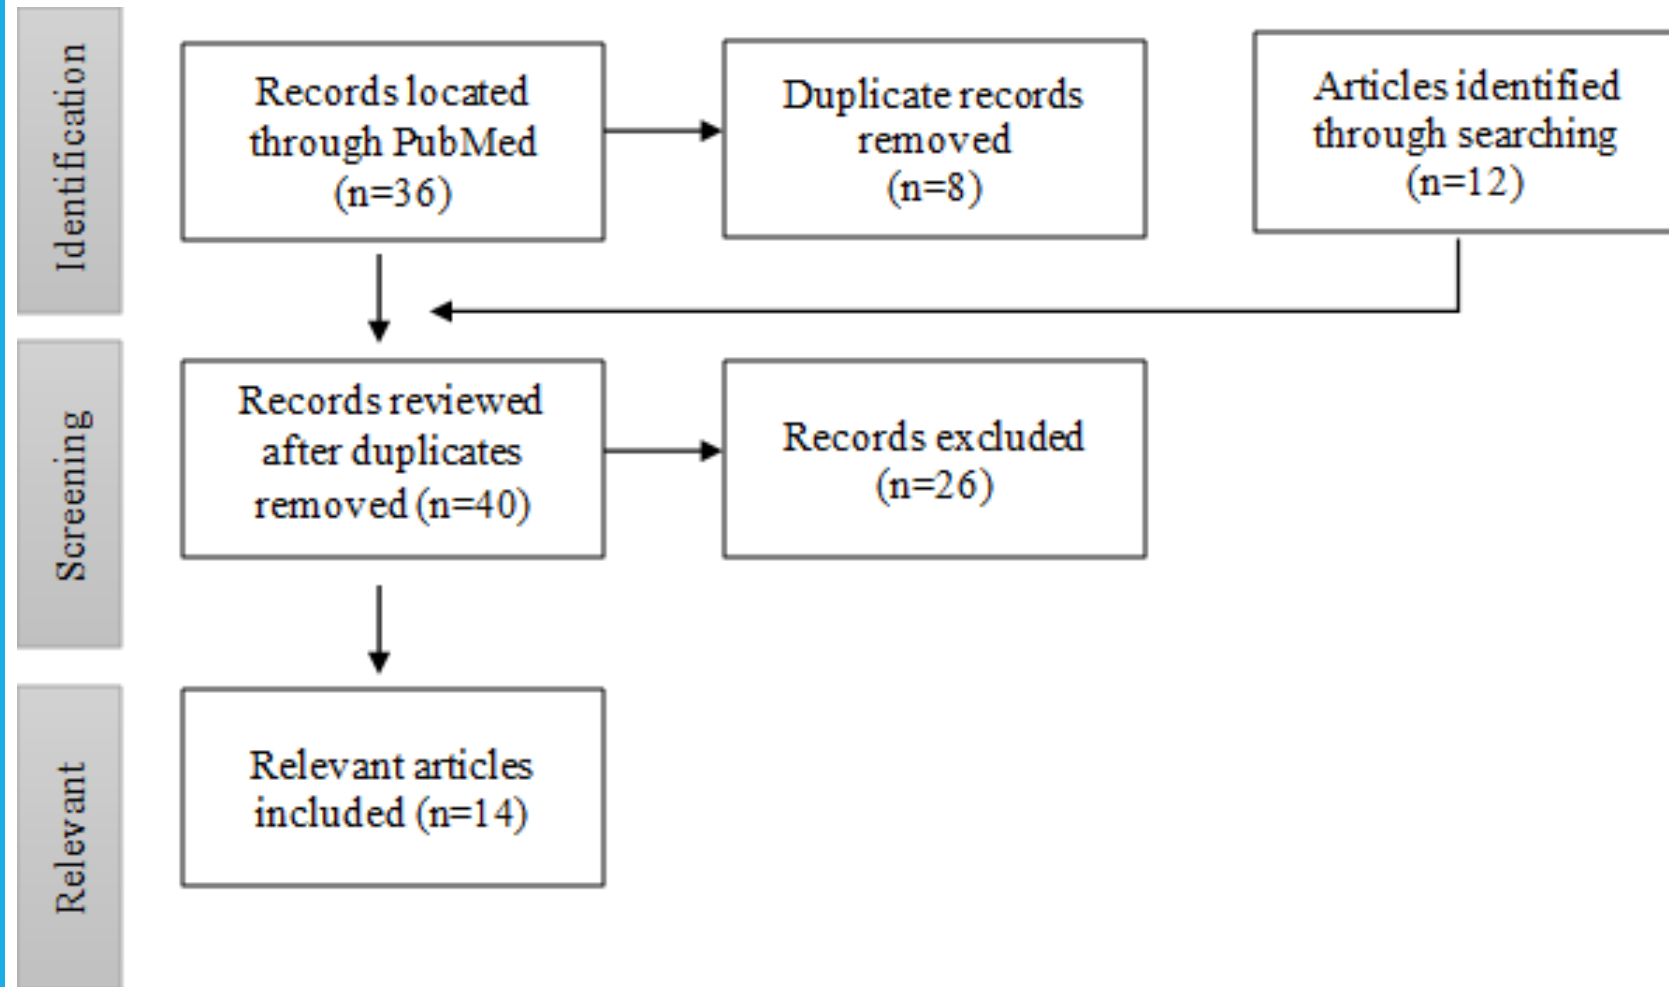 Identification
Records located
through PubMed
(n=36)
Duplicate records
removed
(n=8)
Articles identified
through searching
(n=12)
Screening
Records reviewed
after duplicates
removed (n=40)
Records excluded
(n=26)
Relevant
Relevant articles
included (n=14)